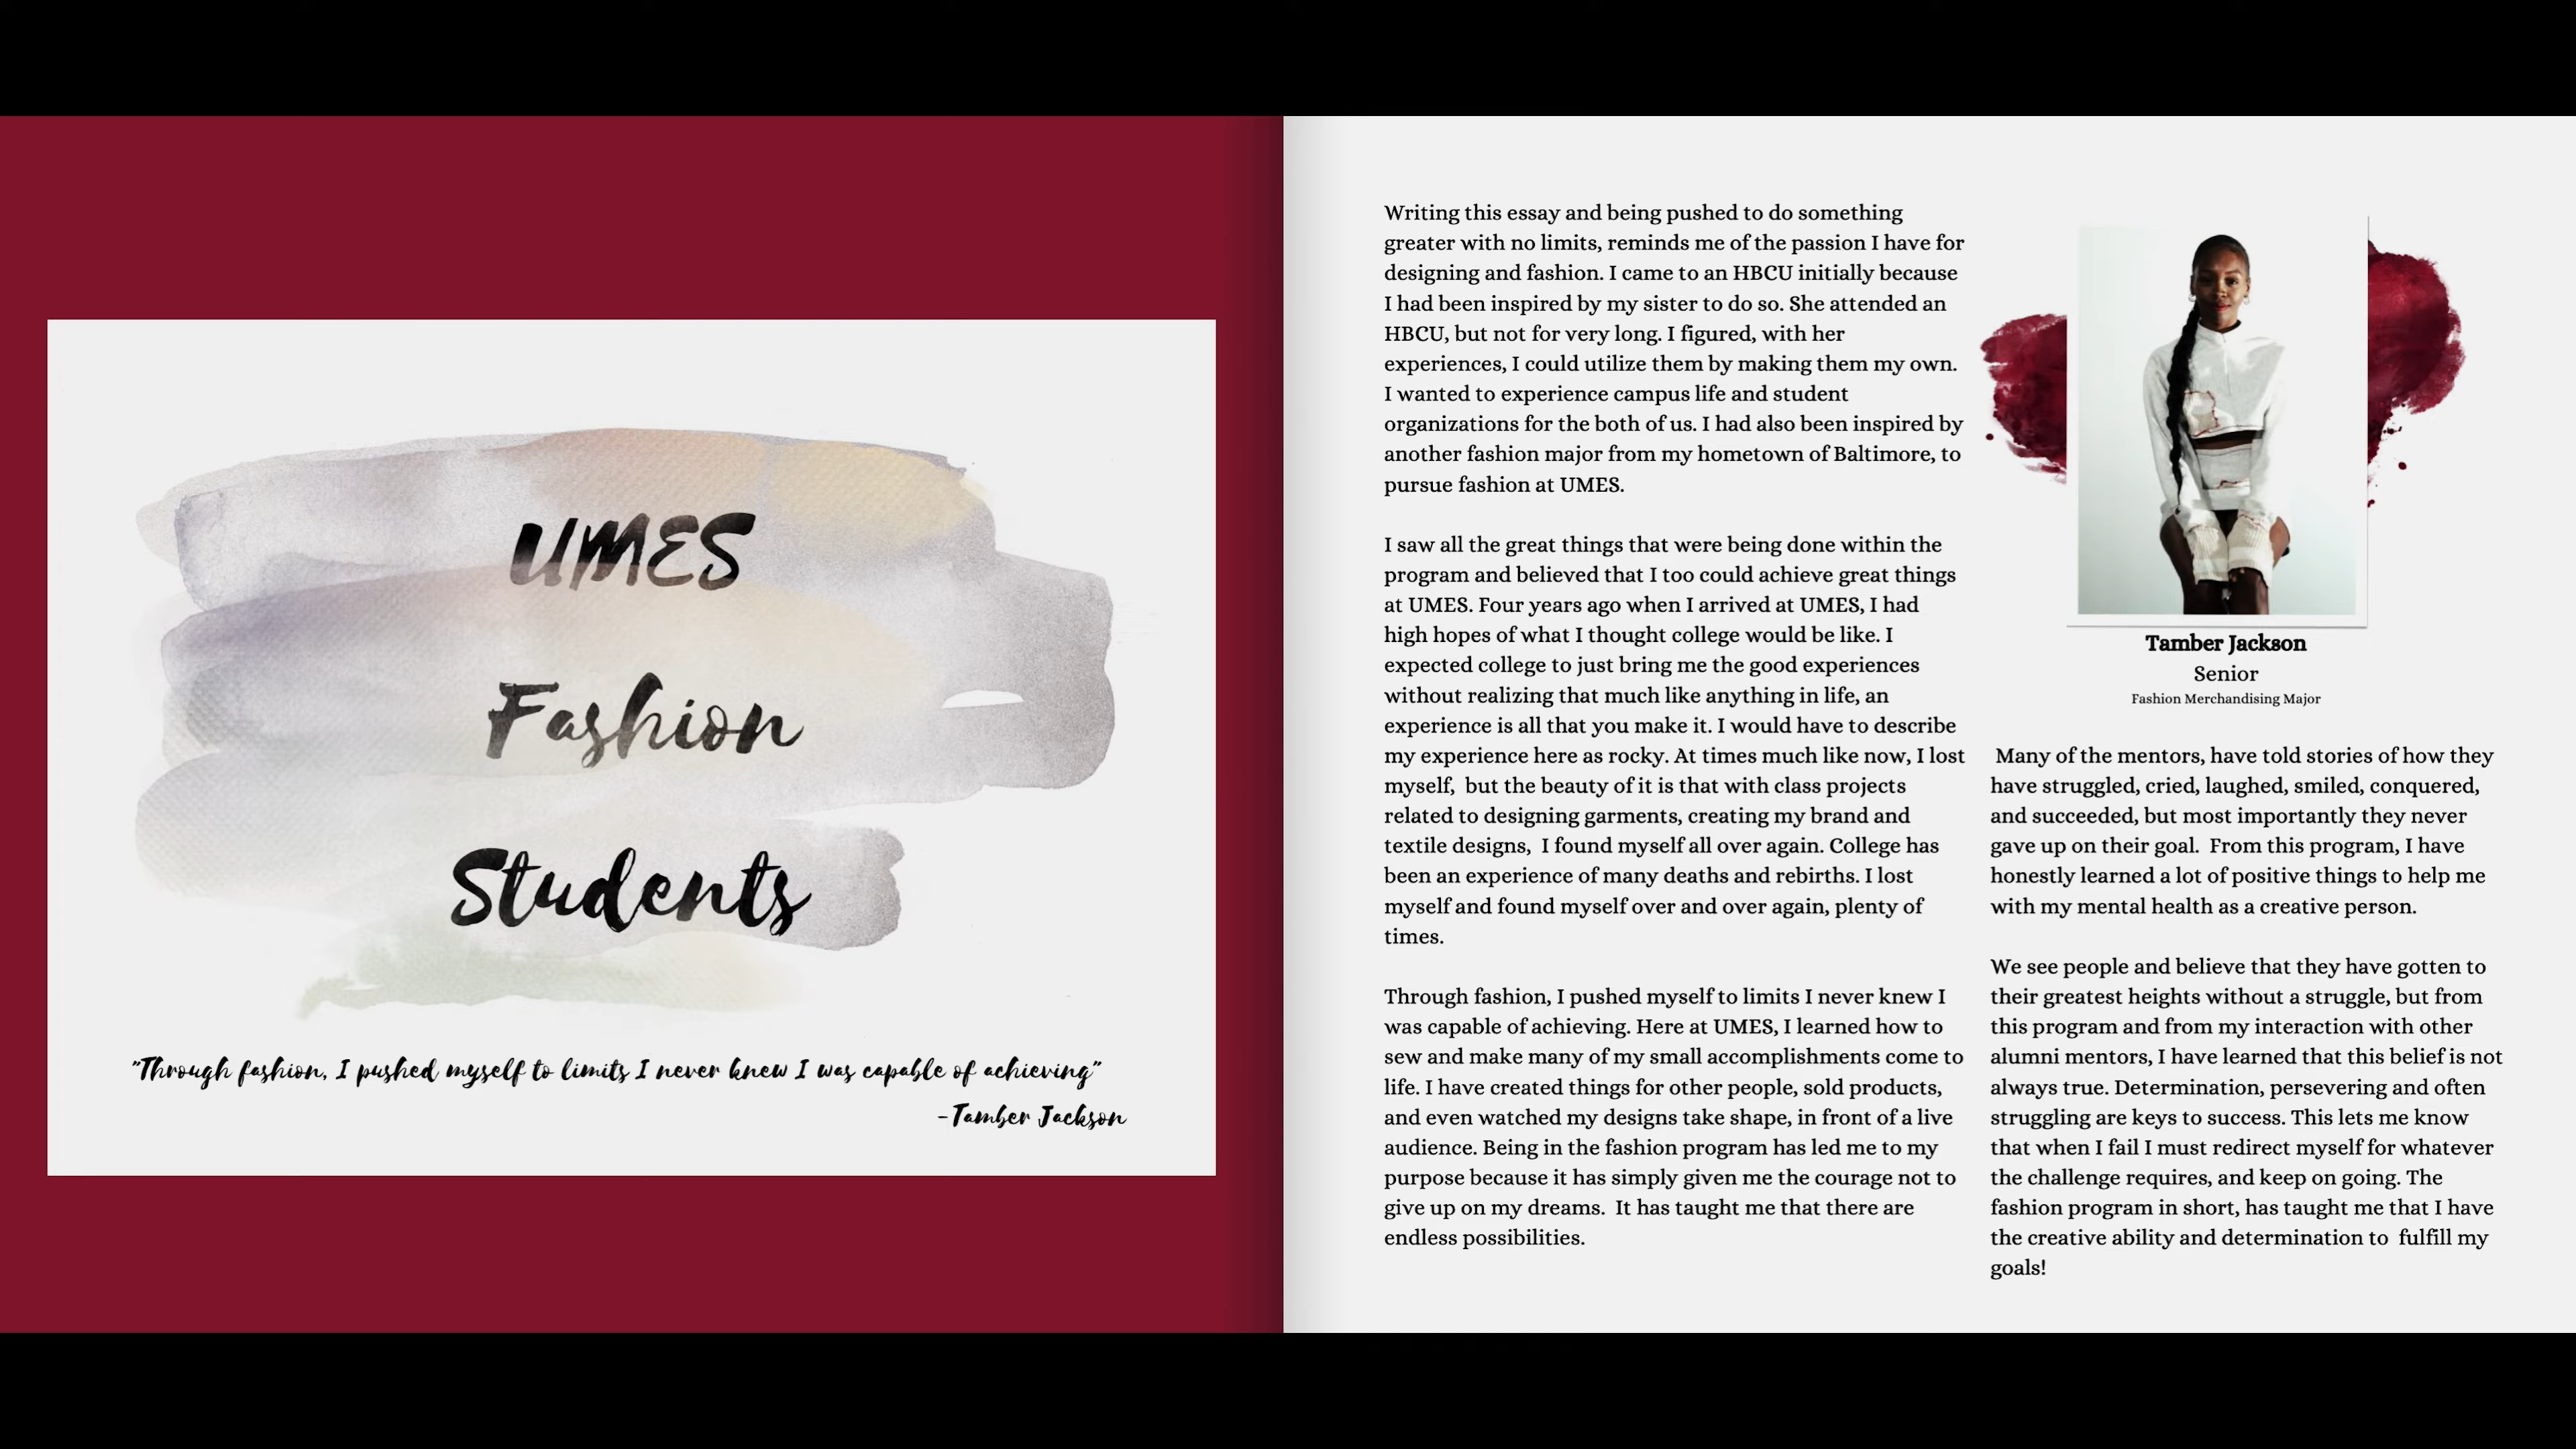 UMES
Fashion
Students
"Through fashion, I pushed myself to limits I never knew I was capable of achieving"
-Tamber Jackson
Writing this essay and being pushed to do something
greater with no limits, reminds me of the passion I have for
designing and fashion. I came to an HBCU initially because
I had been inspired by my sister to do so. She attended an
HBCU, but not for very long. I figured, with her
experiences, I could utilize them by making them my own.
I wanted to experience campus life and student
organizations for the both of us. I had also been inspired by
another fashion major from my hometown of Baltimore, to
pursue fashion at UMES.
I saw all the great things that were being done within the
program and believed that I too could achieve great things
at UMES. Four years ago when I arrived at UMES, I had
high hopes of what I thought college would be like. I
expected college to just bring me the good experiences
without realizing that much like anything in life, an
experience is all that you make it. I would have to describe
my experience here as rocky. At times much like now, I lost
myself,  but the beauty of it is that with class projects
related to designing garments, creating my brand and
textile designs,  I found myself all over again. College has
been an experience of many deaths and rebirths. I lost
myself and found myself over and over again, plenty of
times.
Through fashion, I pushed myself to limits I never knew I
was capable of achieving. Here at UMES, I learned how to
sew and make many of my small accomplishments come to
life. I have created things for other people, sold products,
and even watched my designs take shape, in front of a live
audience. Being in the fashion program has led me to my
purpose because it has simply given me the courage not to
give up on my dreams.  It has taught me that there are
endless possibilities.
Tamber Jackson
Senior
Fashion Merchandising Major
Many of the mentors, have told stories of how they
have struggled, cried, laughed, smiled, conquered,
and succeeded, but most importantly they never
gave up on their goal.  From this program, I have
honestly learned a lot of positive things to help me
with my mental health as a creative person.
We see people and believe that they have gotten to
their greatest heights without a struggle, but from
this program and from my interaction with other
alumni mentors, I have learned that this belief is not
always true. Determination, persevering and often
struggling are keys to success. This lets me know
that when I fail I must redirect myself for whatever
the challenge requires, and keep on going. The
fashion program in short, has taught me that I have
the creative ability and determination to  fulfill my
goals!